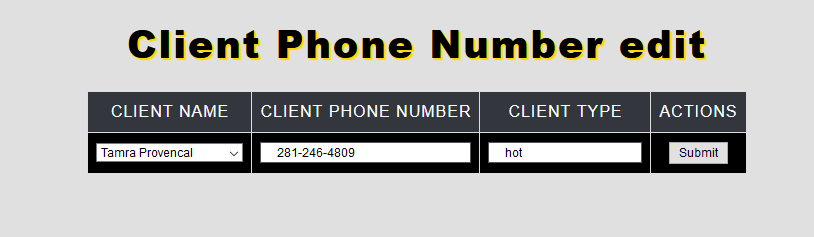 Client Phone Number edit
CLIENT NAME CLIENT PHONE NUMBER CLIENT TYPE ACTIONS
Tamra Provencal 281-246-4809 hot Submit